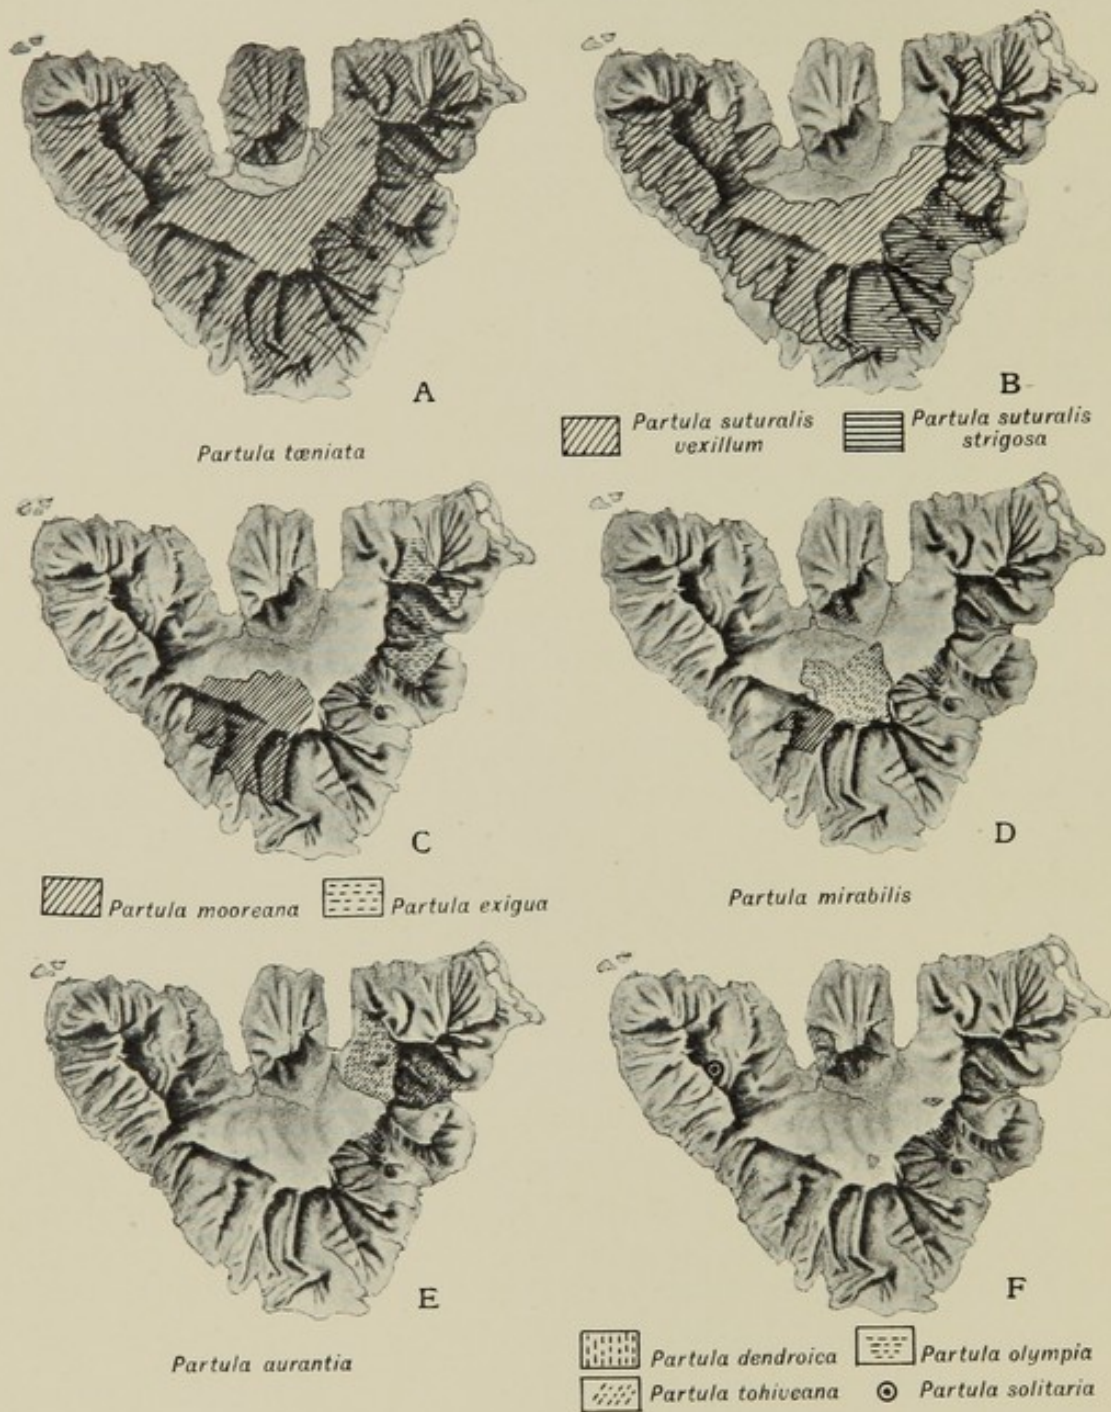 A
B
Partula tæniata
Partula suturalis
vexillum
Partula suturalis
strigosa
C
D
Partula mooreana
Partula exigua
Partula mirabilis
E
F
Partula aurantia
Partula dendroica
Partula olympia
Partula tohiveana
Partula solitaria